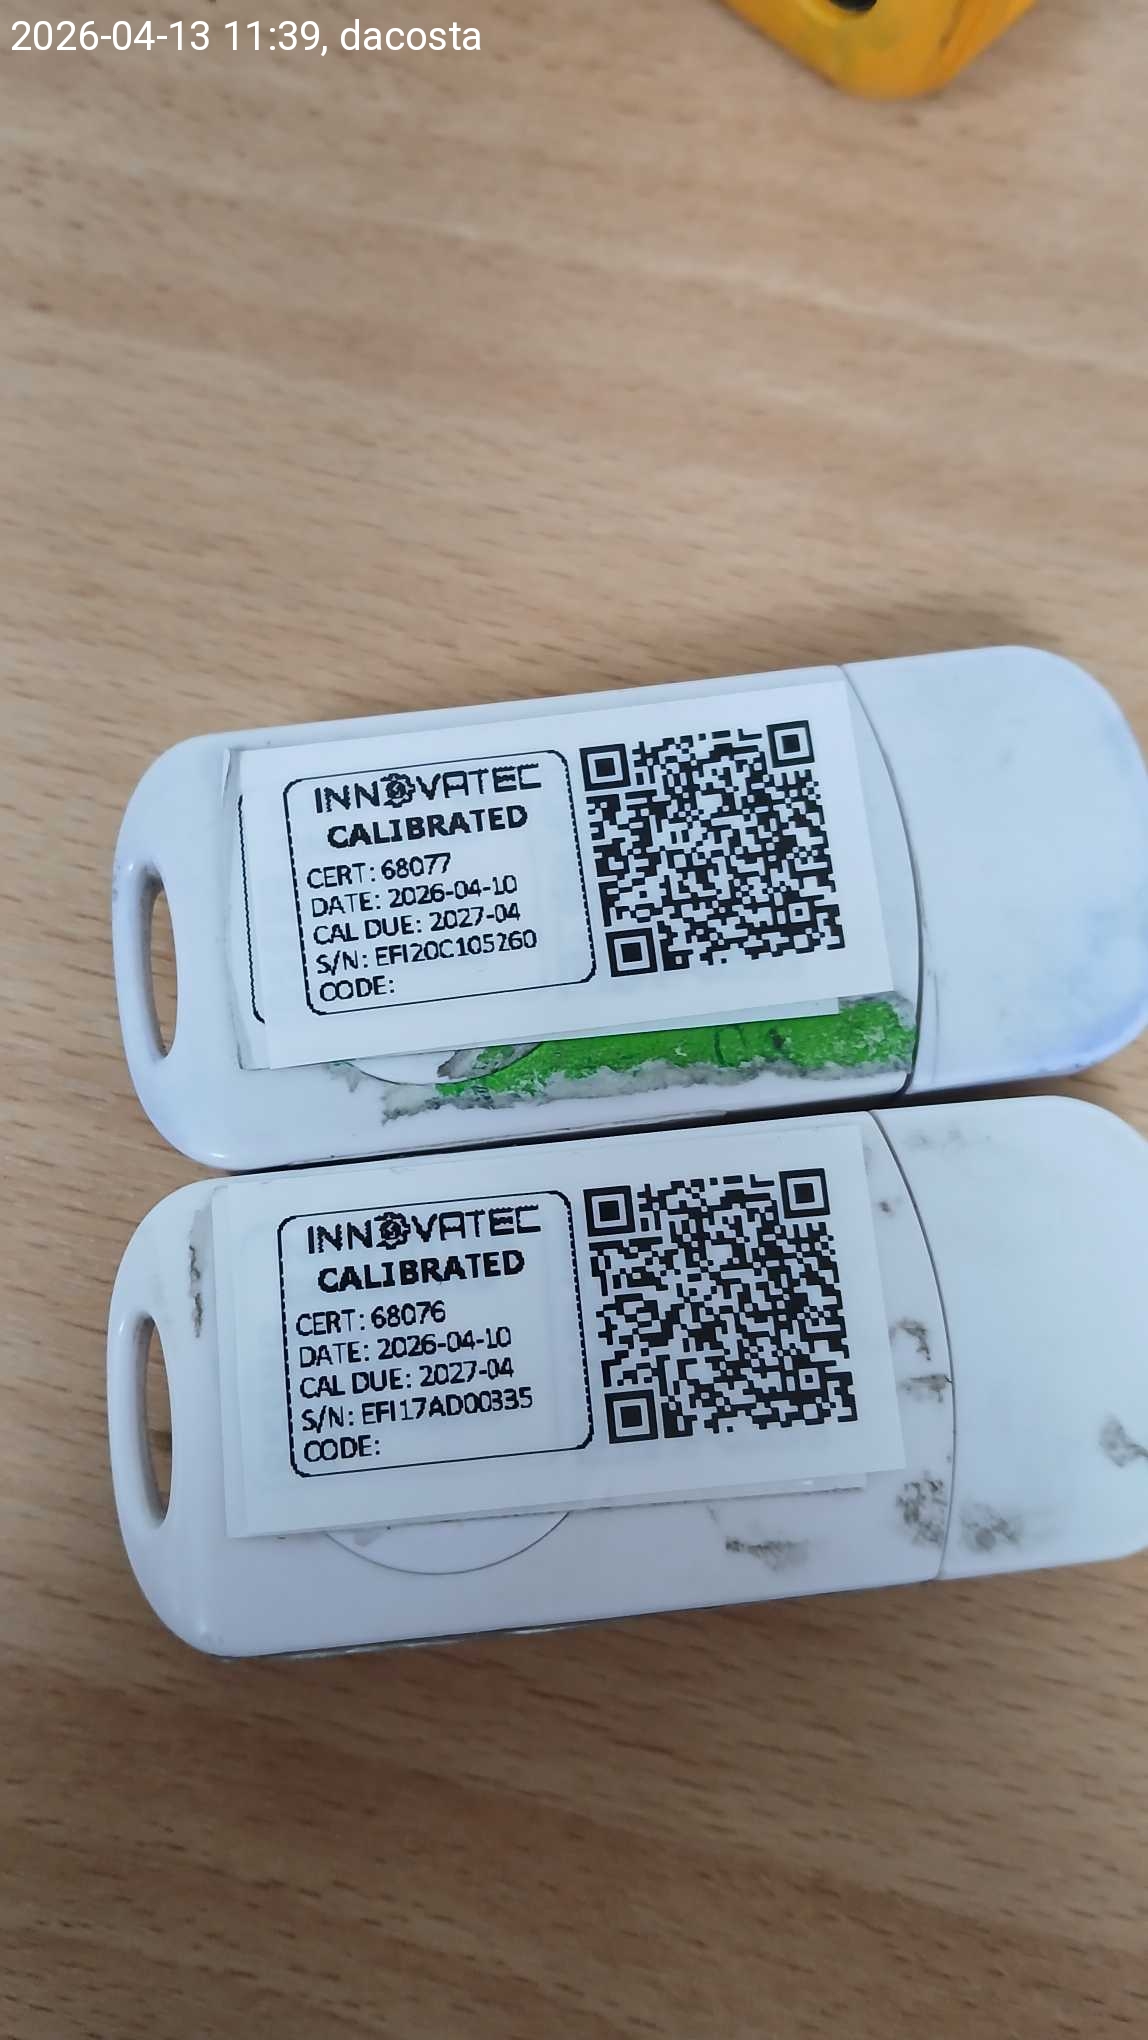 2026-04-13 11:39, dacosta
INNOVATEC
CALIBRATED
CERT: 68077
DATE: 2026-04-10
CAL DUE: 2027-04
S/N: EFI20C105260
CODE:
INNOVATEC
CALIBRATED
CERT: 68076
DATE: 2026-04-10
CAL DUE: 2027-04
S/N: EFI17AD00335
CODE: